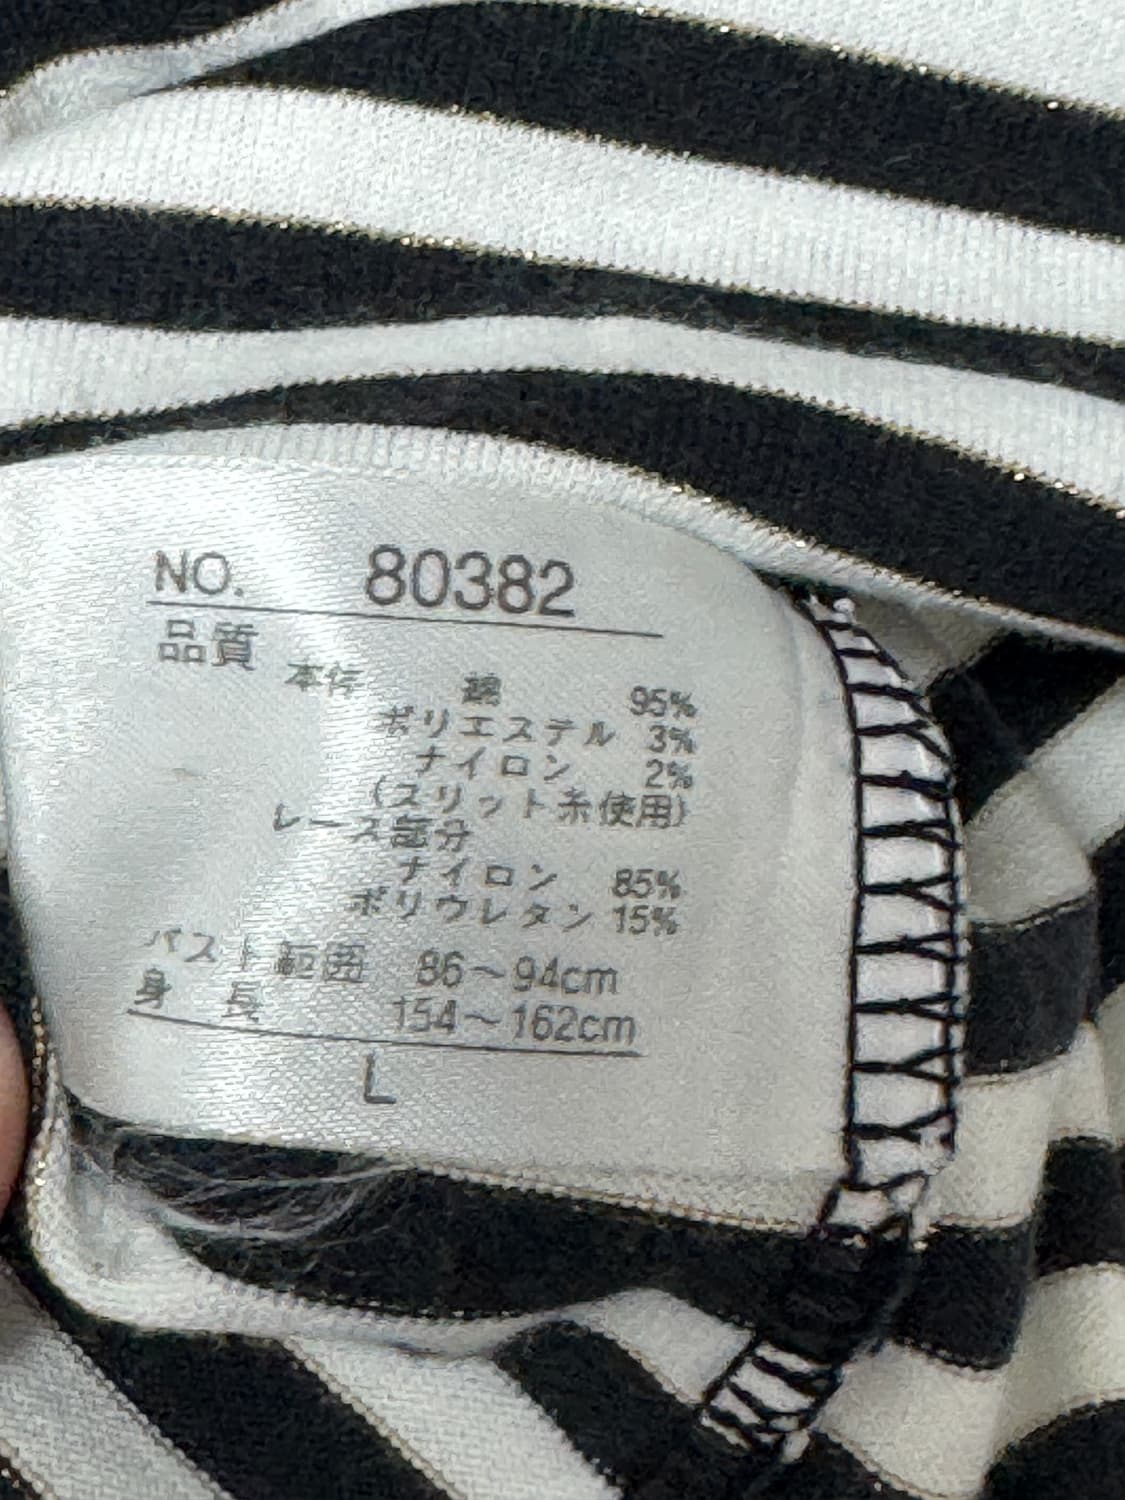 NO. 80382
品質
本体 綿 95%
ポリエステル 3%
ナイロン 2%
(スリット糸使用)
レース部分
ナイロン 85%
ポリウレタン 15%
バスト範囲 86～94cm
身長 154～162cm
L